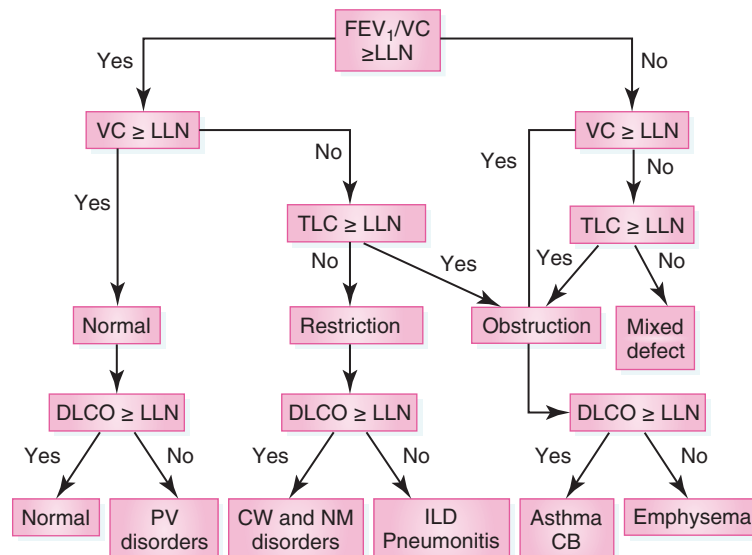 FEV₁/VC
≥LLN
Yes
No
VC ≥ LLN
VC ≥ LLN
No
Yes
No
Yes
TLC ≥ LLN
TLC ≥ LLN
No
Yes
Yes
No
Normal
Restriction
Obstruction
Mixed
defect
DLCO ≥ LLN
DLCO ≥ LLN
DLCO ≥ LLN
Yes
No
Yes
No
Yes
No
Normal
PV
disorders
CW and NM
disorders
ILD
Pneumonitis
Asthma
CB
Emphysema